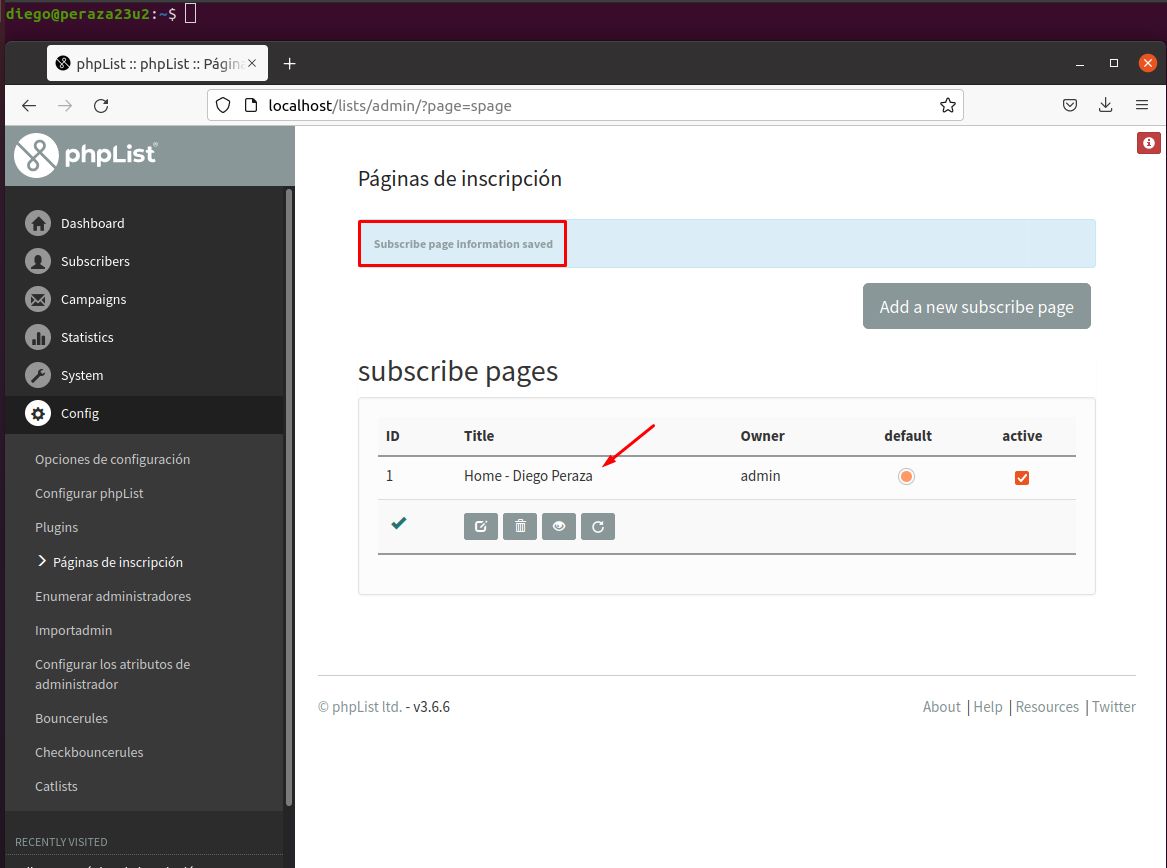 diego@peraza23u2:~$
phpList :: phpList :: Págin
localhost/lists/admin/?page=spage
phpList®
Dashboard
Subscribers
Campaigns
Statistics
System
Config
Opciones de configuración
Configurar phpList
Plugins
Páginas de inscripción
Enumerar administradores
Importadmin
Configurar los atributos de
administrador
Bouncerules
Checkbouncerules
Catlists
RECENTLY VISITED
Páginas de inscripción
Subscribe page information saved
Add a new subscribe page
subscribe pages
ID Title Owner default active
1 Home - Diego Peraza admin
© phpList ltd. - v3.6.6
About | Help | Resources | Twitter